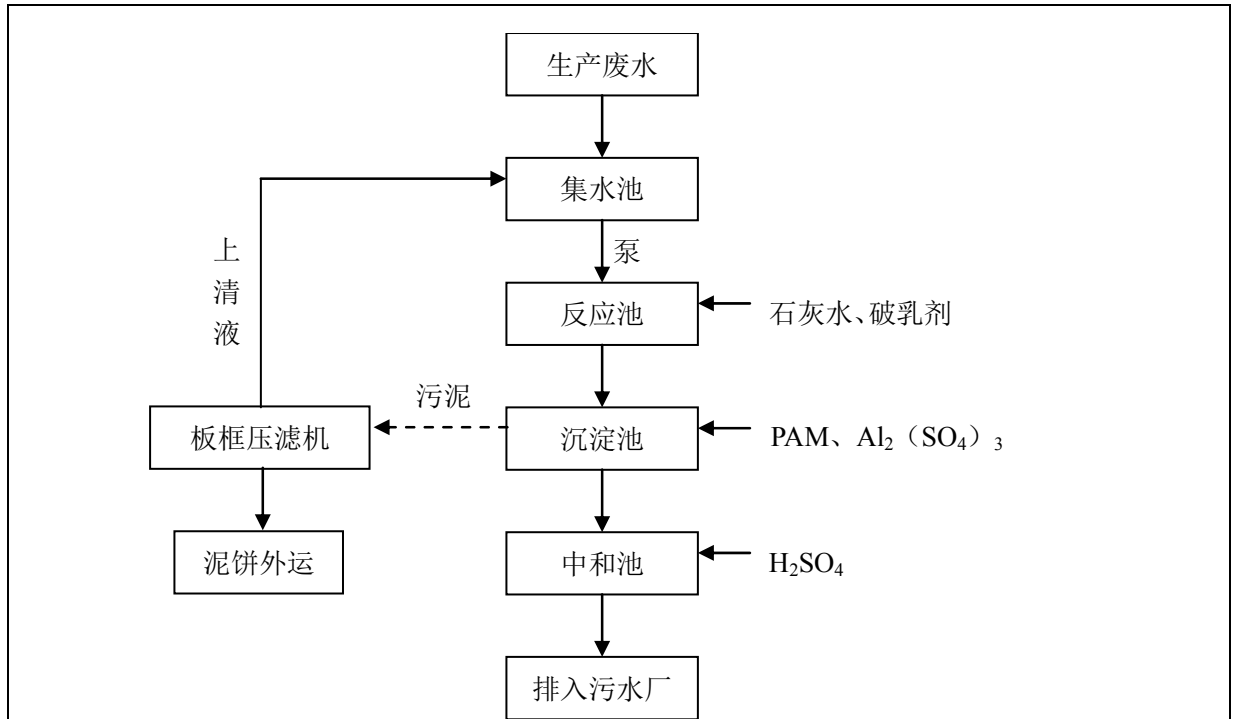 生产废水
集水池
泵
上
清
液
反应池
石灰水、破乳剂
污泥
板框压滤机
沉淀池
PAM、Al₂（SO₄）₃
泥饼外运
中和池
H₂SO₄
排入污水厂